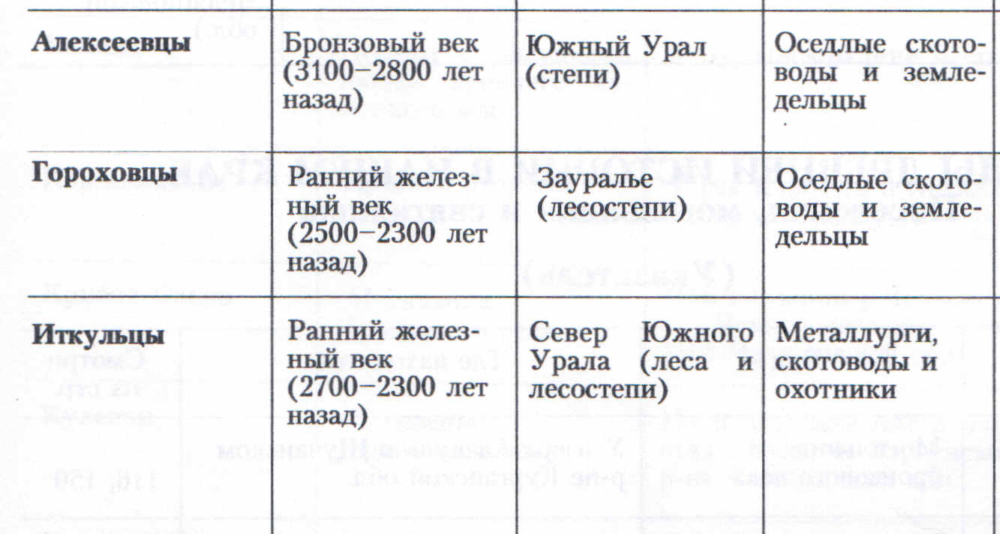 Алексеевцы
Бронзовый век
(3100–2800 лет
назад)
Южный Урал
(степи)
Оседлые ското-
воды и земле-
дельцы
Гороховцы
Ранний желез-
ный век
(2500–2300 лет
назад)
Зауралье
(лесостепи)
Оседлые ското-
воды и земле-
дельцы
Иткульцы
Ранний желез-
ный век
(2700–2300 лет
назад)
Север Южного
Урала (леса и
лесостепи)
Металлурги,
скотоводы и
охотники